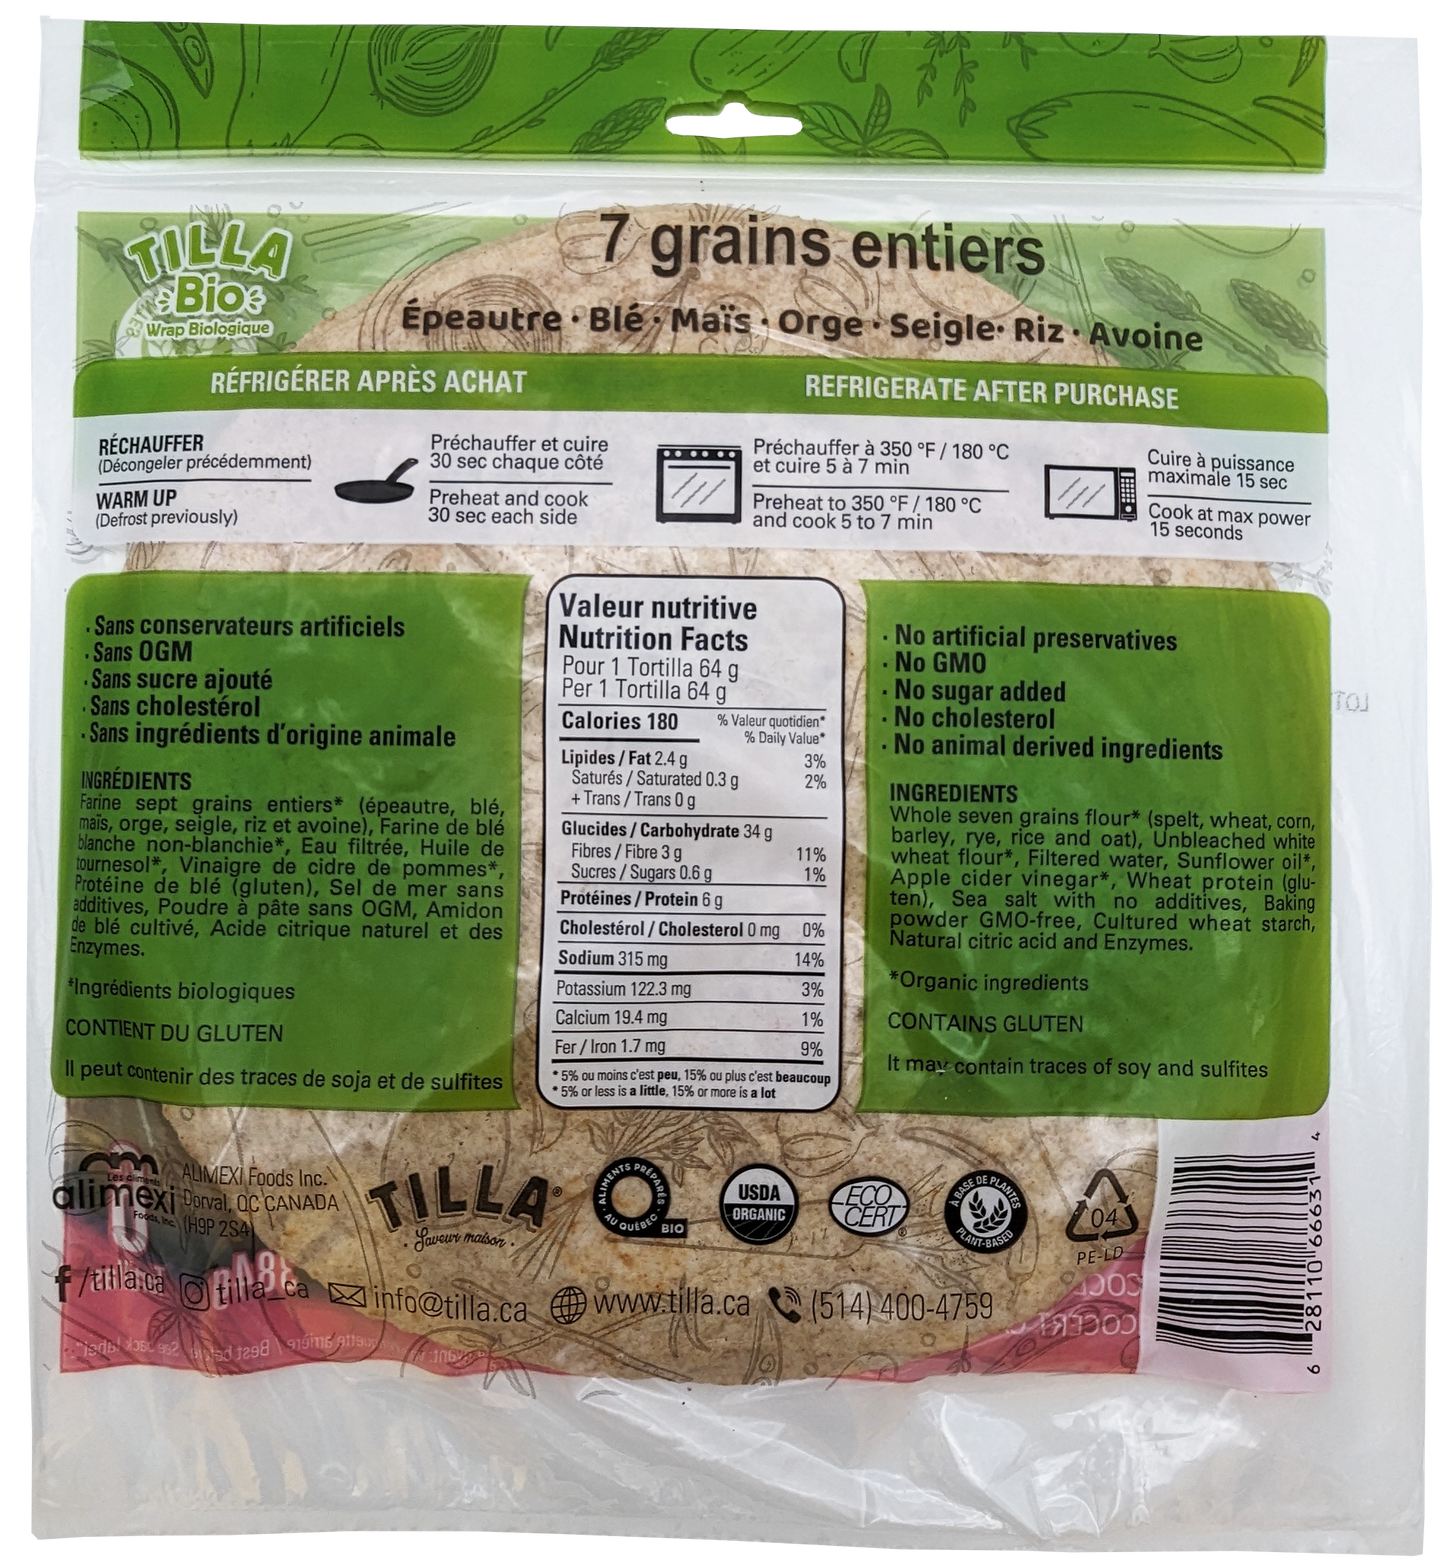 TILLA
Bio
Wrap Biologique
7 grains entiers
Épeautre · Blé · Maïs · Orge · Seigle · Riz · Avoine
RÉFRIGÉRER APRÈS ACHAT
REFRIGERATE AFTER PURCHASE
RÉCHAUFFER
(Décongeler précédemment)
WARM UP
(Defrost previously)
Préchauffer et cuire
30 sec chaque côté
Preheat and cook
30 sec each side
Préchauffer à 350 °F / 180 °C
et cuire 5 à 7 min
Preheat to 350 °F / 180 °C
and cook 5 to 7 min
Cuire à puissance
maximale 15 sec
Cook at max power
15 seconds
· Sans conservateurs artificiels
· Sans OGM
· Sans sucre ajouté
· Sans cholestérol
· Sans ingrédients d'origine animale
INGRÉDIENTS
Farine sept grains entiers* (épeautre, blé,
maïs, orge, seigle, riz et avoine), Farine de blé
blanche non-blanchie*, Eau filtrée, Huile de
tournesol*, Vinaigre de cidre de pommes*,
Protéine de blé (gluten), Sel de mer sans
additives, Poudre à pâte sans OGM, Amidon
de blé cultivé, Acide citrique naturel et des
Enzymes.
*Ingrédients biologiques
CONTIENT DU GLUTEN
Il peut contenir des traces de soja et de sulfites
Valeur nutritive
Nutrition Facts
Pour 1 Tortilla 64 g
Per 1 Tortilla 64 g
Calories 180
% Valeur quotidien*
% Daily Value*
Lipides / Fat 2.4 g 3%
Saturés / Saturated 0.3 g 2%
+ Trans / Trans 0 g
Glucides / Carbohydrate 34 g
Fibres / Fibre 3 g 11%
Sucres / Sugars 0.6 g 1%
Protéines / Protein 6 g
Cholestérol / Cholesterol 0 mg 0%
Sodium 315 mg 14%
Potassium 122.3 mg 3%
Calcium 19.4 mg 1%
Fer / Iron 1.7 mg 9%
* 5% ou moins c'est peu, 15% ou plus c'est beaucoup
* 5% or less is a little, 15% or more is a lot
· No artificial preservatives
· No GMO
· No sugar added
· No cholesterol
· No animal derived ingredients
INGREDIENTS
Whole seven grains flour* (spelt, wheat, corn,
barley, rye, rice and oat), Unbleached white
wheat flour*, Filtered water, Sunflower oil*,
Apple cider vinegar*, Wheat protein (glu-
ten), Sea salt with no additives, Baking
powder GMO-free, Cultured wheat starch,
Natural citric acid and Enzymes.
*Organic ingredients
CONTAINS GLUTEN
It may contain traces of soy and sulfites
LOT
Les aliments
alimexi
Foods, Inc.
ALIMEXI Foods Inc.
Dorval, QC CANADA
(H9P 2S4)
TILLA®
· Saveur maison ·
ALIMENTS PRÉPARÉS
AU QUÉBEC
BIO
USDA
ORGANIC
ECO
CERT®
À BASE DE PLANTES
PLANT-BASED
04
PE-LD
/tilla.ca
tilla_ca
info@tilla.ca
www.tilla.ca
(514) 400-4759
6 28110 66631 4